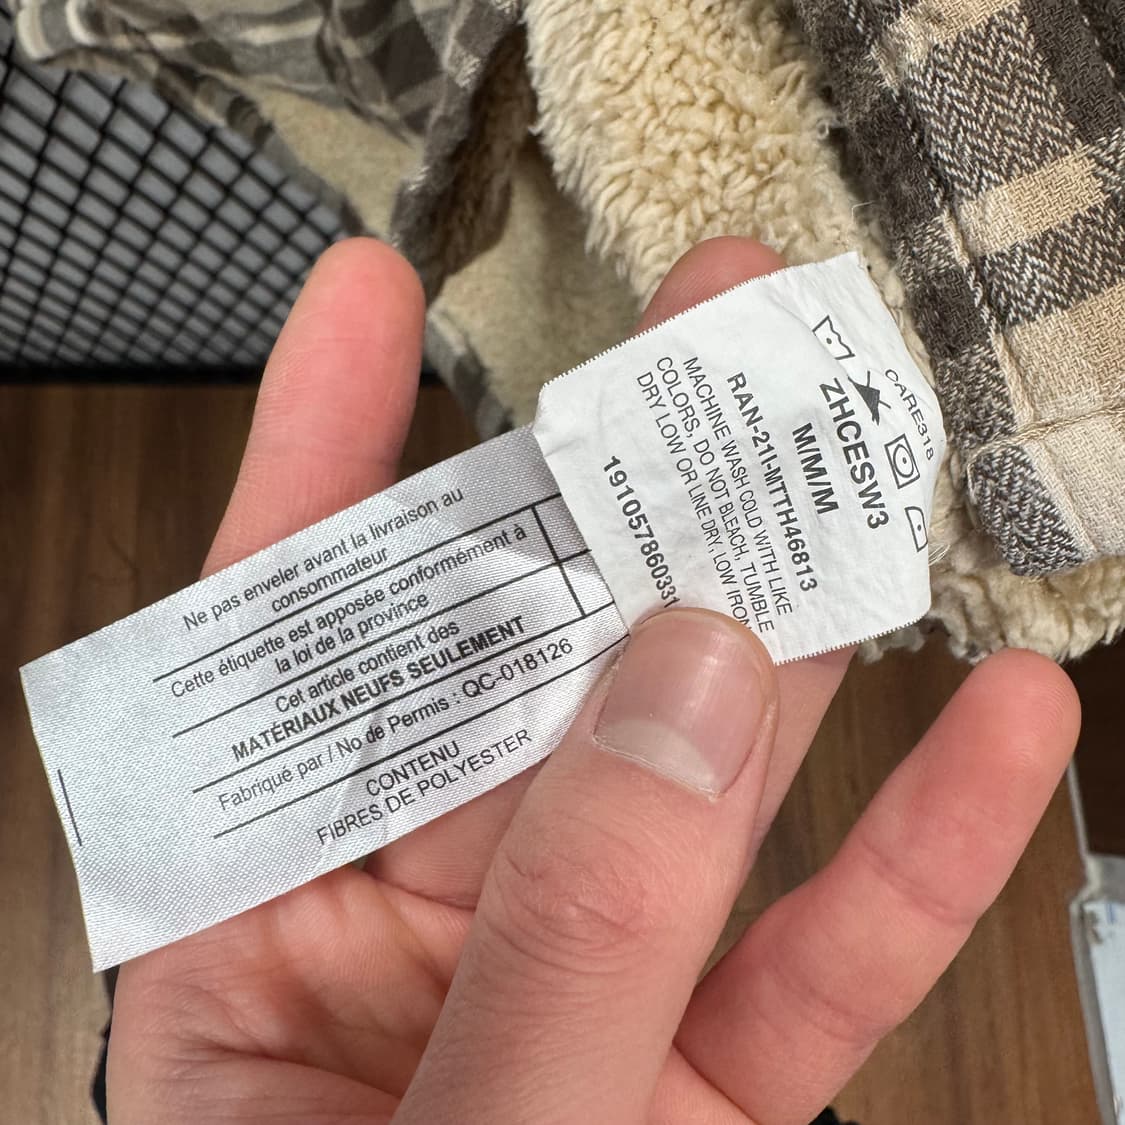 Ne pas enveler avant la livraison au
consommateur
Cette étiquette est apposée conformément à
la loi de la province
Cet article contient des
MATÉRIAUX NEUFS SEULEMENT
Fabriqué par / No de Permis : QC-018126
CONTENU
FIBRES DE POLYESTER
CARE318
ZHCESW3
M/M/M
RAN-21I-MTTH46813
MACHINE WASH COLD WITH LIKE
COLORS, DO NOT BLEACH, TUMBLE
DRY LOW OR LINE DRY, LOW IRON
191057860331